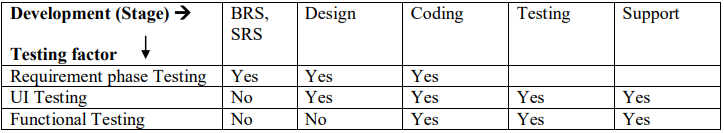 Development (Stage) → BRS, Design Coding Testing Support
SRS
Testing factor ↓
Requirement phase Testing Yes Yes Yes
UI Testing No Yes Yes Yes Yes
Functional Testing No No Yes Yes Yes